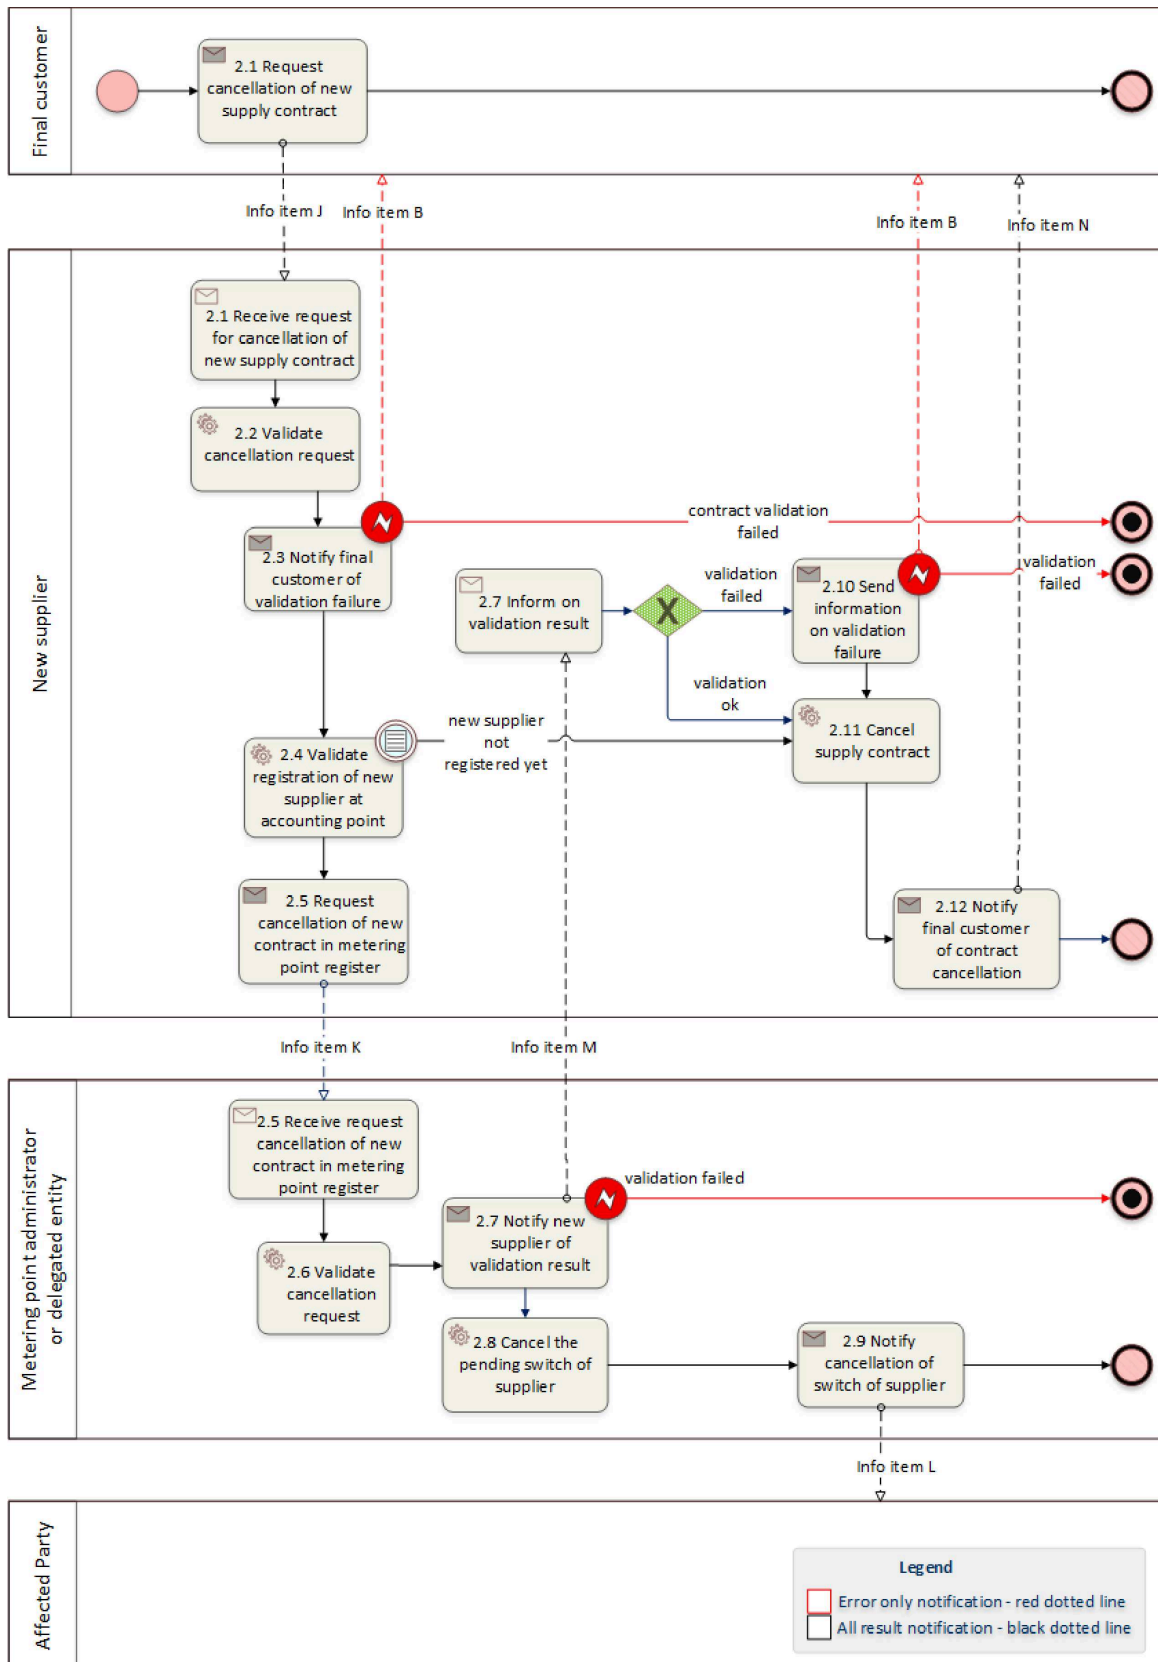 Final customer
2.1 Request
cancellation of new
supply contract
Info item J
Info item B
Info item B
Info item N
New supplier
2.1 Receive request
for cancellation of
new supply contract
2.2 Validate
cancellation request
2.3 Notify final
customer of
validation failure
contract validation
failed
validation
failed
2.7 Inform on
validation result
validation
failed
X
2.10 Send
information
on validation
failure
validation
ok
new supplier
not
registered yet
2.11 Cancel
supply contract
2.4 Validate
registration of new
supplier at
accounting point
2.5 Request
cancellation of new
contract in metering
point register
2.12 Notify
final customer
of contract
cancellation
Info item K
Info item M
Metering point administrator
or delegated entity
2.5 Receive request
cancellation of new
contract in metering
point register
2.6 Validate
cancellation
request
2.7 Notify new
supplier of
validation result
validation failed
2.8 Cancel the
pending switch of
supplier
2.9 Notify
cancellation of
switch of supplier
Info item L
Affected Party
Legend
Error only notification - red dotted line
All result notification - black dotted line